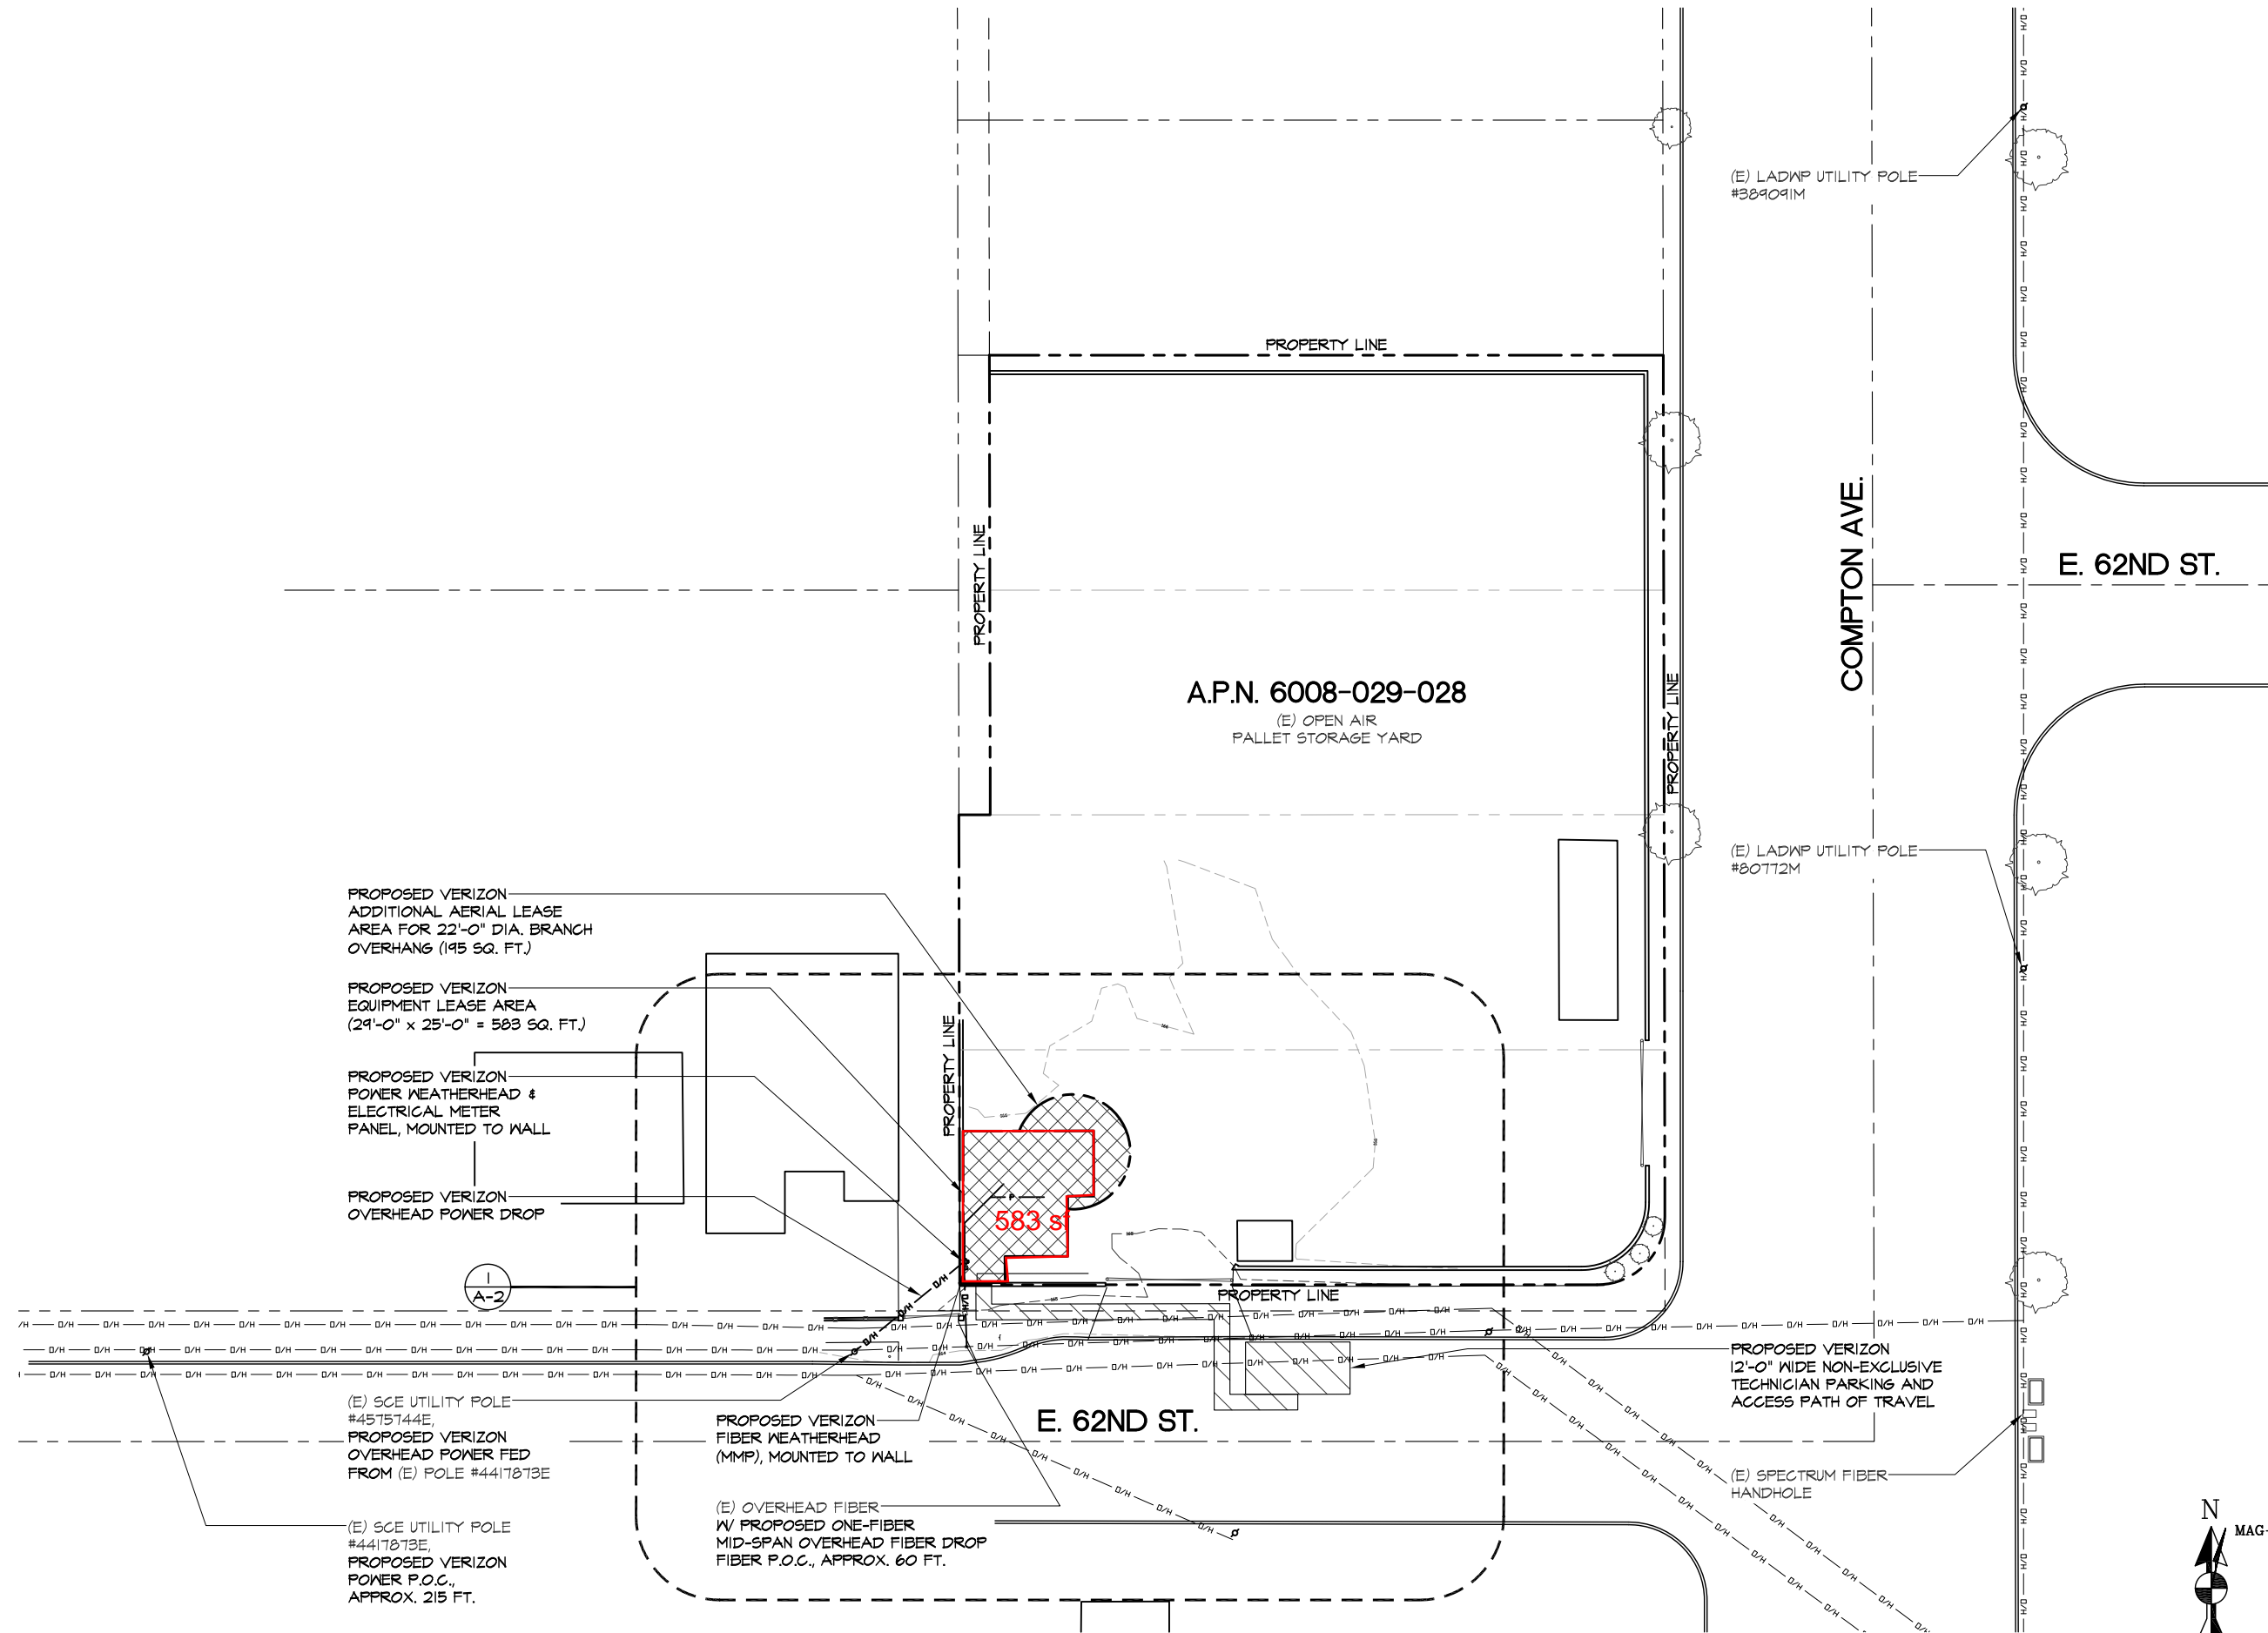 (E) LADWP UTILITY POLE
#389091M
PROPERTY LINE
PROPERTY LINE
COMPTON AVE.
E. 62ND ST.
A.P.N. 6008-029-028
(E) OPEN AIR
PALLET STORAGE YARD
PROPERTY LINE
(E) LADWP UTILITY POLE
#80772M
PROPOSED VERIZON
ADDITIONAL AERIAL LEASE
AREA FOR 22'-0" DIA. BRANCH
OVERHANG (195 SQ. FT.)
PROPOSED VERIZON
EQUIPMENT LEASE AREA
(29'-0" x 25'-0" = 583 SQ. FT.)
PROPERTY LINE
PROPOSED VERIZON
POWER WEATHERHEAD &
ELECTRICAL METER
PANEL, MOUNTED TO WALL
PROPOSED VERIZON
OVERHEAD POWER DROP
P
583 sf
1
A-2
PROPERTY LINE
O/H
PROPOSED VERIZON
12'-0" WIDE NON-EXCLUSIVE
TECHNICIAN PARKING AND
ACCESS PATH OF TRAVEL
(E) SCE UTILITY POLE
#4575744E,
PROPOSED VERIZON
OVERHEAD POWER FED
FROM (E) POLE #4417873E
PROPOSED VERIZON
FIBER WEATHERHEAD
(MMP), MOUNTED TO WALL
E. 62ND ST.
(E) SPECTRUM FIBER
HANDHOLE
(E) OVERHEAD FIBER
W/ PROPOSED ONE-FIBER
MID-SPAN OVERHEAD FIBER DROP
FIBER P.O.C., APPROX. 60 FT.
(E) SCE UTILITY POLE
#4417873E,
PROPOSED VERIZON
POWER P.O.C.,
APPROX. 215 FT.
N
MAG-